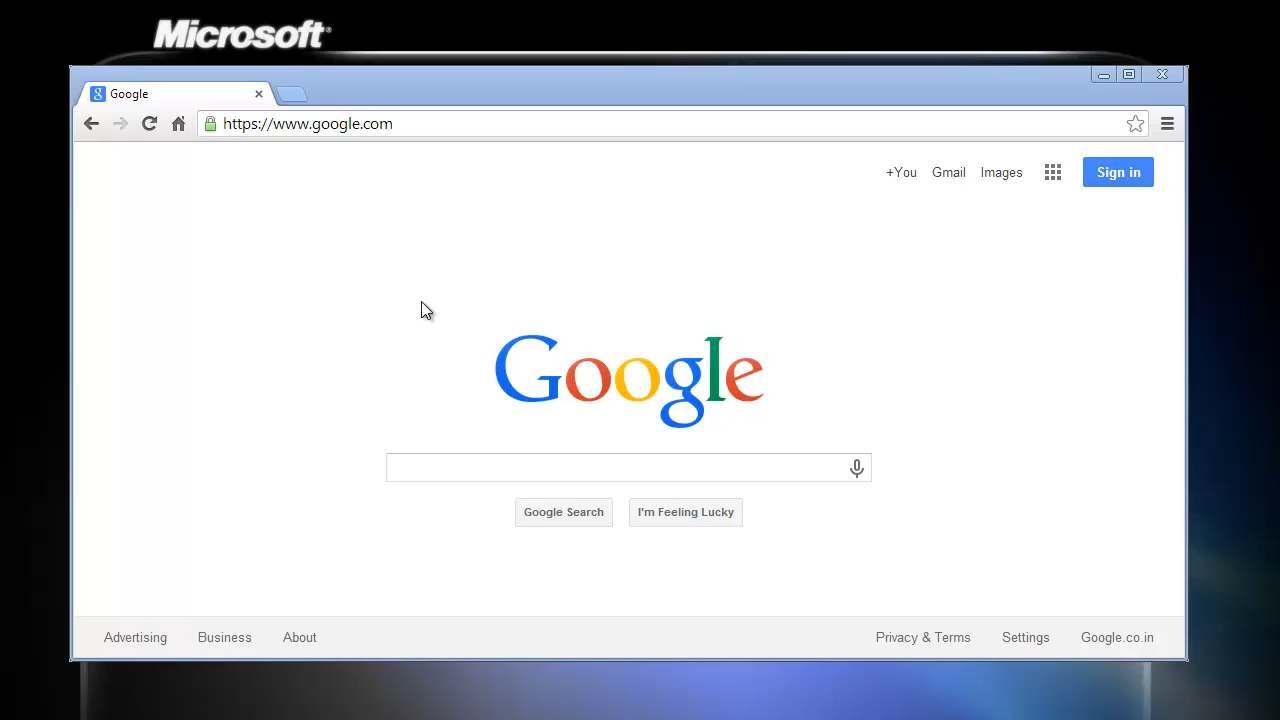 Microsoft®
Google
https://www.google.com
+You Gmail Images Sign in
Google
Google Search I'm Feeling Lucky
Advertising Business About Privacy & Terms Settings Google.co.in